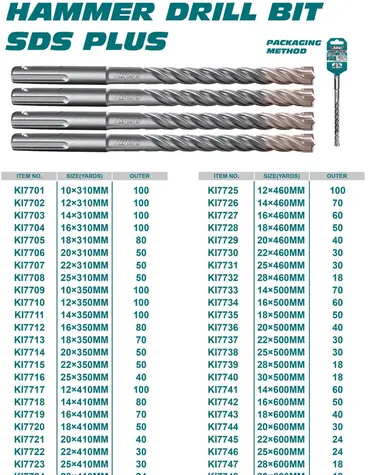 HAMMER DRILL BIT
SDS PLUS
PACKAGING
METHOD
ITEM NO. SIZE(YARDS) OUTER
KI7701 10×310MM 100
KI7702 12×310MM 100
KI7703 14×310MM 100
KI7704 16×310MM 100
KI7705 18×310MM 80
KI7706 20×310MM 50
KI7707 22×310MM 50
KI7708 25×310MM 50
KI7709 10×350MM 100
KI7710 12×350MM 100
KI7711 14×350MM 100
KI7712 16×350MM 80
KI7713 18×350MM 70
KI7714 20×350MM 50
KI7715 22×350MM 50
KI7716 25×350MM 40
KI7717 12×410MM 100
KI7718 14×410MM 80
KI7719 16×410MM 70
KI7720 18×410MM 50
KI7721 20×410MM 40
KI7722 22×410MM 30
KI7723 25×410MM 30
ITEM NO. SIZE(YARDS) OUTER
KI7725 12×460MM 100
KI7726 14×460MM 70
KI7727 16×460MM 60
KI7728 18×460MM 50
KI7729 20×460MM 40
KI7730 22×460MM 30
KI7731 25×460MM 30
KI7732 28×460MM 18
KI7733 14×500MM 70
KI7734 16×500MM 60
KI7735 18×500MM 50
KI7736 20×500MM 40
KI7737 22×500MM 30
KI7738 25×500MM 30
KI7739 28×500MM 18
KI7740 30×500MM 18
KI7741 14×600MM 60
KI7742 16×600MM 50
KI7743 18×600MM 40
KI7744 20×600MM 30
KI7745 22×600MM 24
KI7746 25×600MM 24
KI7747 28×600MM 18